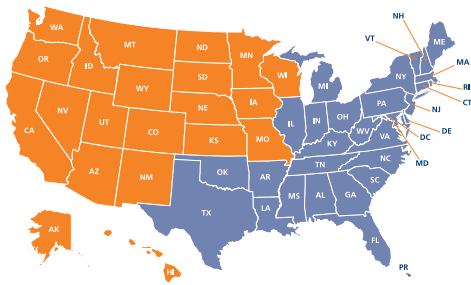 NH
WA
VT
ME
MT
ND
MN
OR
MA
ID
WI
SD
NY
WY
MI
RI
IA
CT
NE
PA
NV
NJ
IL
IN
OH
UT
CA
CO
DE
WV
KS
MO
VA
DC
KY
MD
NC
TN
OK
AZ
NM
AR
SC
MS
AL
GA
LA
TX
AK
FL
HI
PR